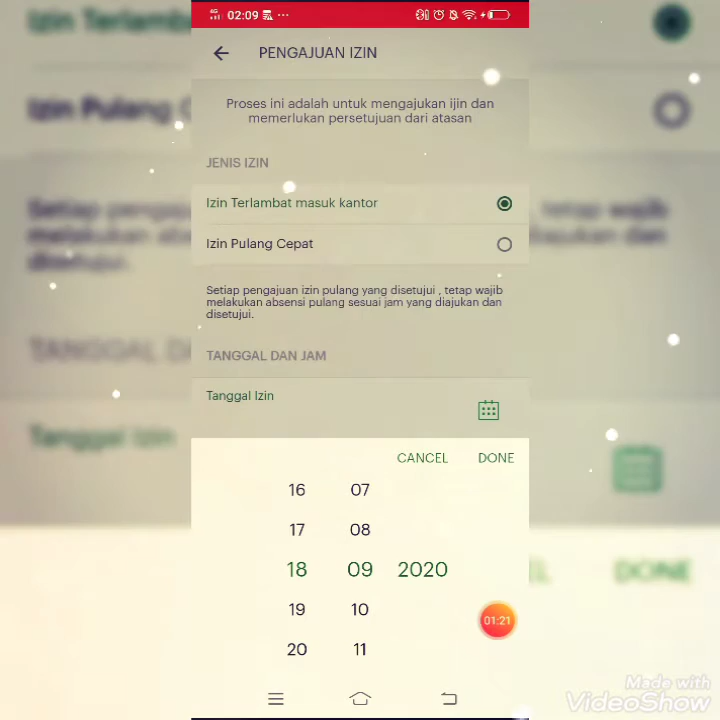 4G 02:09
PENGAJUAN IZIN
Proses ini adalah untuk mengajukan ijin dan
memerlukan persetujuan dari atasan
JENIS IZIN
Izin Terlambat masuk kantor
Izin Pulang Cepat
Setiap pengajuan izin pulang yang disetujui , tetap wajib
melakukan absensi pulang sesuai jam yang diajukan dan
disetujui.
TANGGAL DAN JAM
Tanggal Izin
CANCEL DONE
16 07
17 08
18 09 2020
19 10
20 11
01:21
Made with
VideoShow